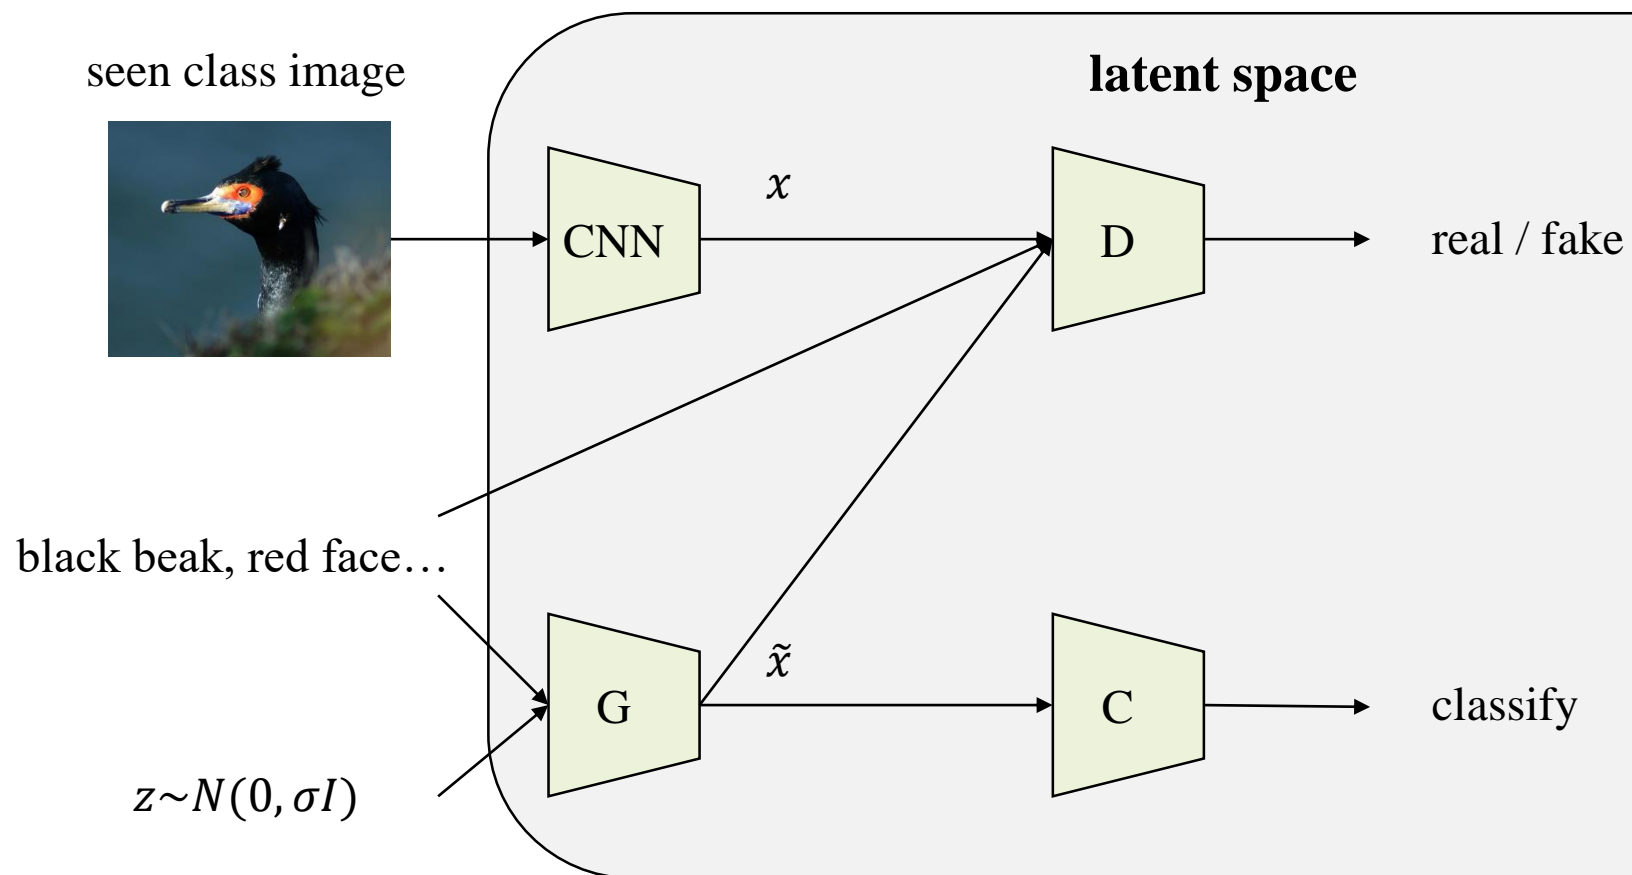 seen class image
latent space
CNN
x
D
real / fake
black beak, red face…
G
x̃
C
classify
z~N(0, σI)